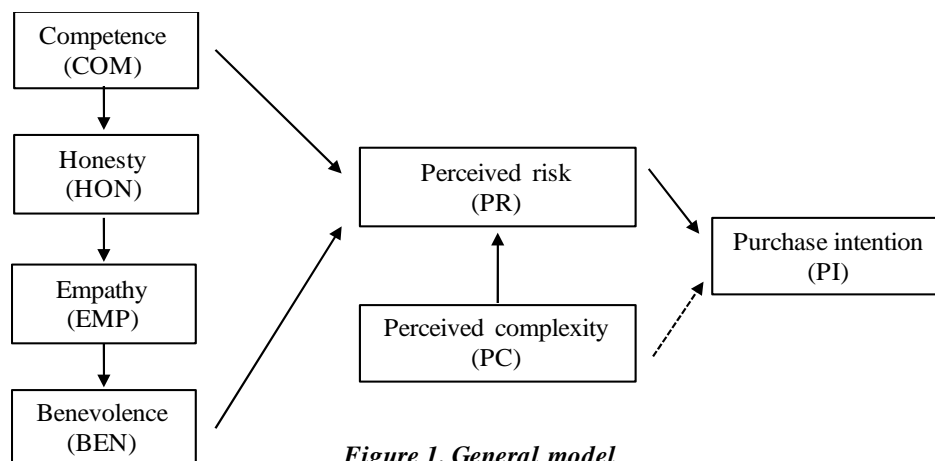 Competence
(COM)
Honesty
(HON)
Empathy
(EMP)
Benevolence
(BEN)
Perceived risk
(PR)
Perceived complexity
(PC)
Purchase intention
(PI)
Figure 1. General model